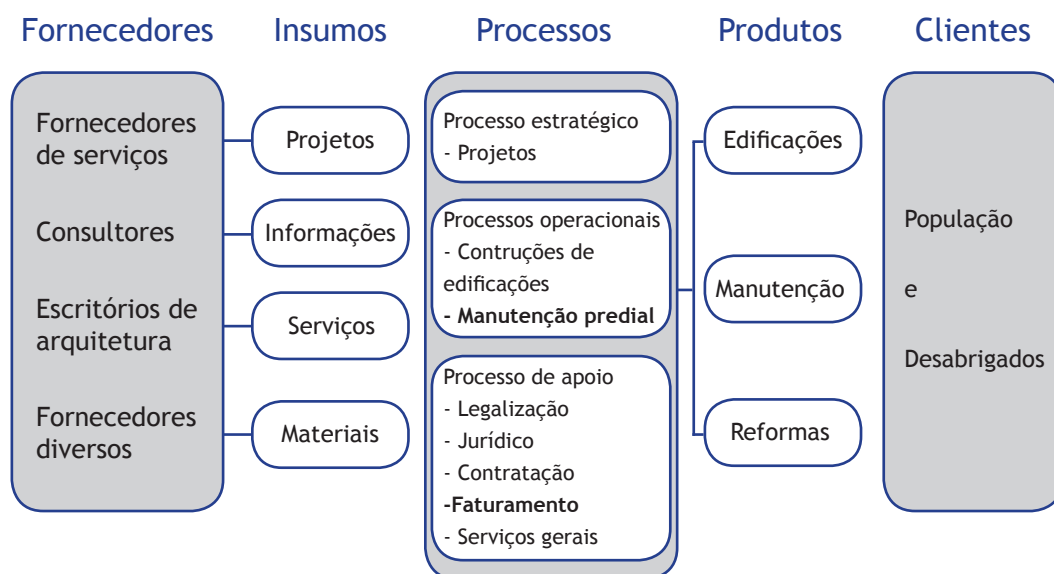 Fornecedores
Insumos
Processos
Produtos
Clientes
Fornecedores
de serviços
Consultores
Escritórios de
arquitetura
Fornecedores
diversos
Projetos
Informações
Serviços
Materiais
Processo estratégico
- Projetos
Processos operacionais
- Contruções de
edificações
- Manutenção predial
Processo de apoio
- Legalização
- Jurídico
- Contratação
-Faturamento
- Serviços gerais
Edificações
Manutenção
Reformas
População
e
Desabrigados